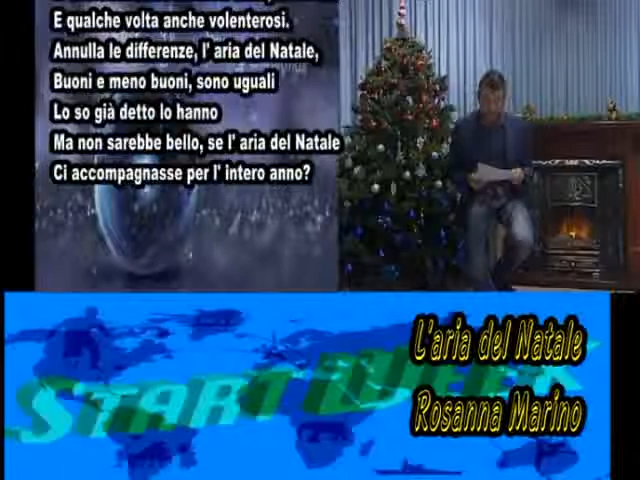 E qualche volta anche volenterosi.
Annulla le differenze, l' aria del Natale,
Buoni e meno buoni, sono uguali
Lo so già detto lo hanno
Ma non sarebbe bello, se l' aria del Natale
Ci accompagnasse per l' intero anno?
L'aria del Natale
START WEEK
Rosanna Marino